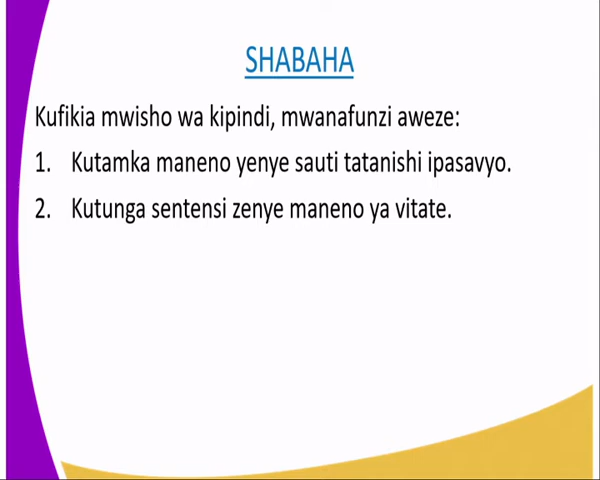 SHABAHA
Kufikia mwisho wa kipindi, mwanafunzi aweze:
1. Kutamka maneno yenye sauti tatanishi ipasavyo.
2. Kutunga sentensi zenye maneno ya vitate.